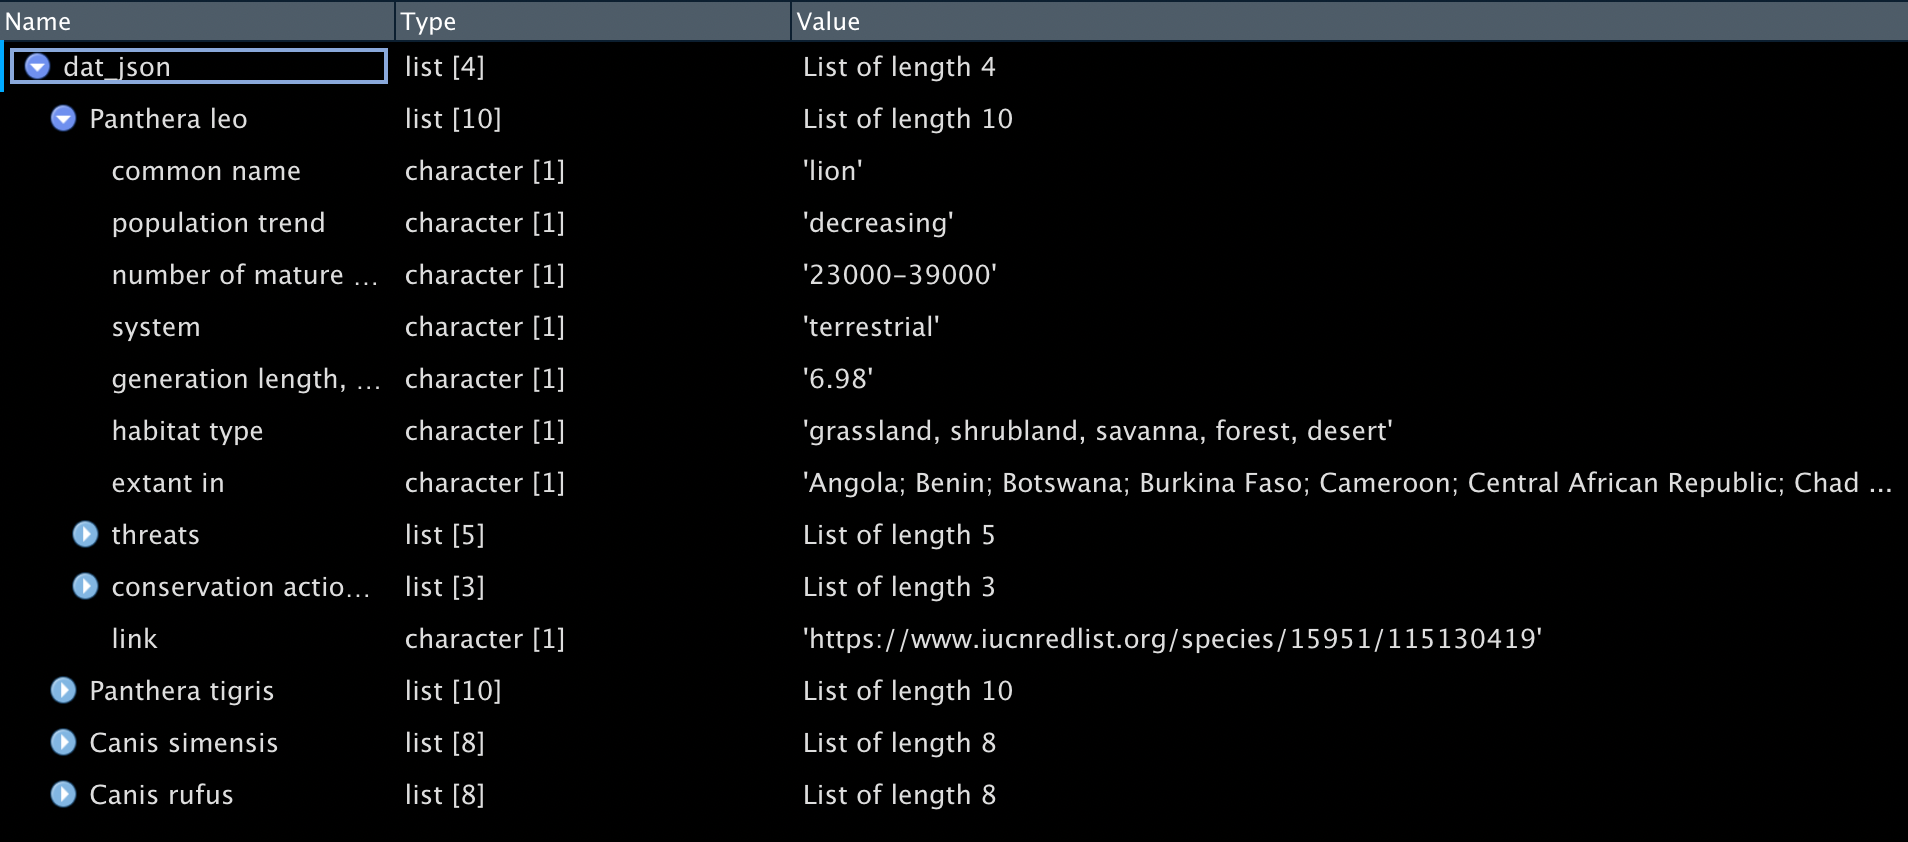 Name Type Value
dat_json list [4] List of length 4
Panthera leo list [10] List of length 10
common name character [1] 'lion'
population trend character [1] 'decreasing'
number of mature ... character [1] '23000-39000'
system character [1] 'terrestrial'
generation length, ... character [1] '6.98'
habitat type character [1] 'grassland, shrubland, savanna, forest, desert'
extant in character [1] 'Angola; Benin; Botswana; Burkina Faso; Cameroon; Central African Republic; Chad ...
threats list [5] List of length 5
conservation actio... list [3] List of length 3
link character [1] 'https://www.iucnredlist.org/species/15951/115130419'
Panthera tigris list [10] List of length 10
Canis simensis list [8] List of length 8
Canis rufus list [8] List of length 8